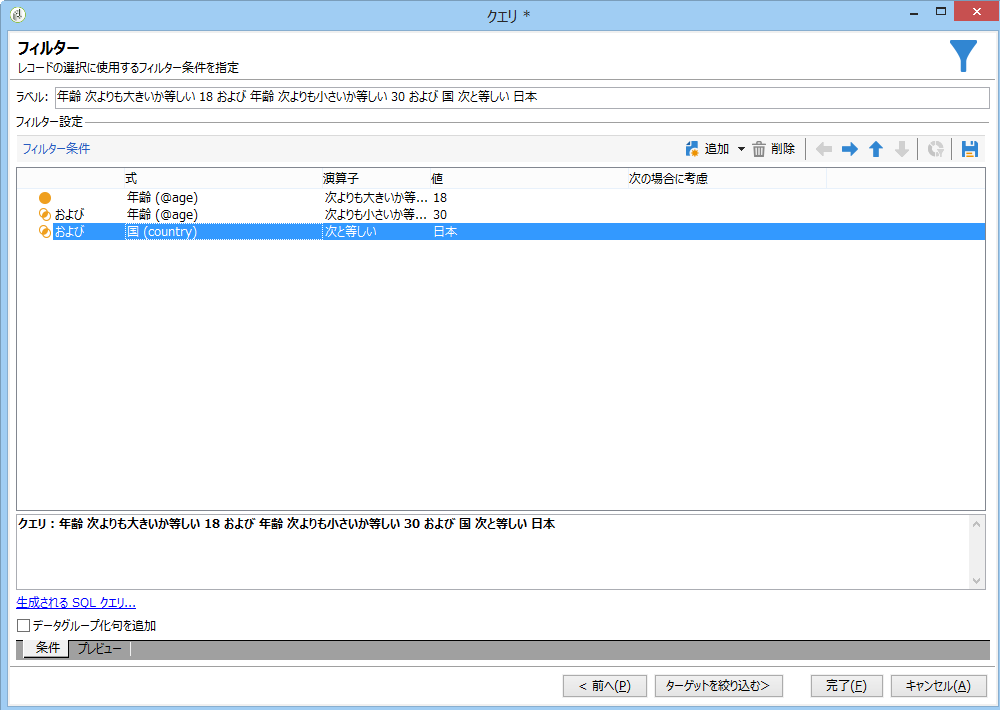 クエリ *
フィルター
レコードの選択に使用するフィルター条件を指定
ラベル: 年齢 次よりも大きいか等しい 18 および 年齢 次よりも小さいか等しい 30 および 国 次と等しい 日本
フィルター設定
フィルター条件 追加 削除
式 演算子 値 次の場合に考慮
年齢 (@age) 次よりも大きいか等... 18
および 年齢 (@age) 次よりも小さいか等... 30
および 国 (country) 次と等しい 日本
クエリ : 年齢 次よりも大きいか等しい 18 および 年齢 次よりも小さいか等しい 30 および 国 次と等しい 日本
生成される SQL クエリ...
データグループ化句を追加
条件 プレビュー
< 前へ(P) ターゲットを絞り込む> 完了(F) キャンセル(A)